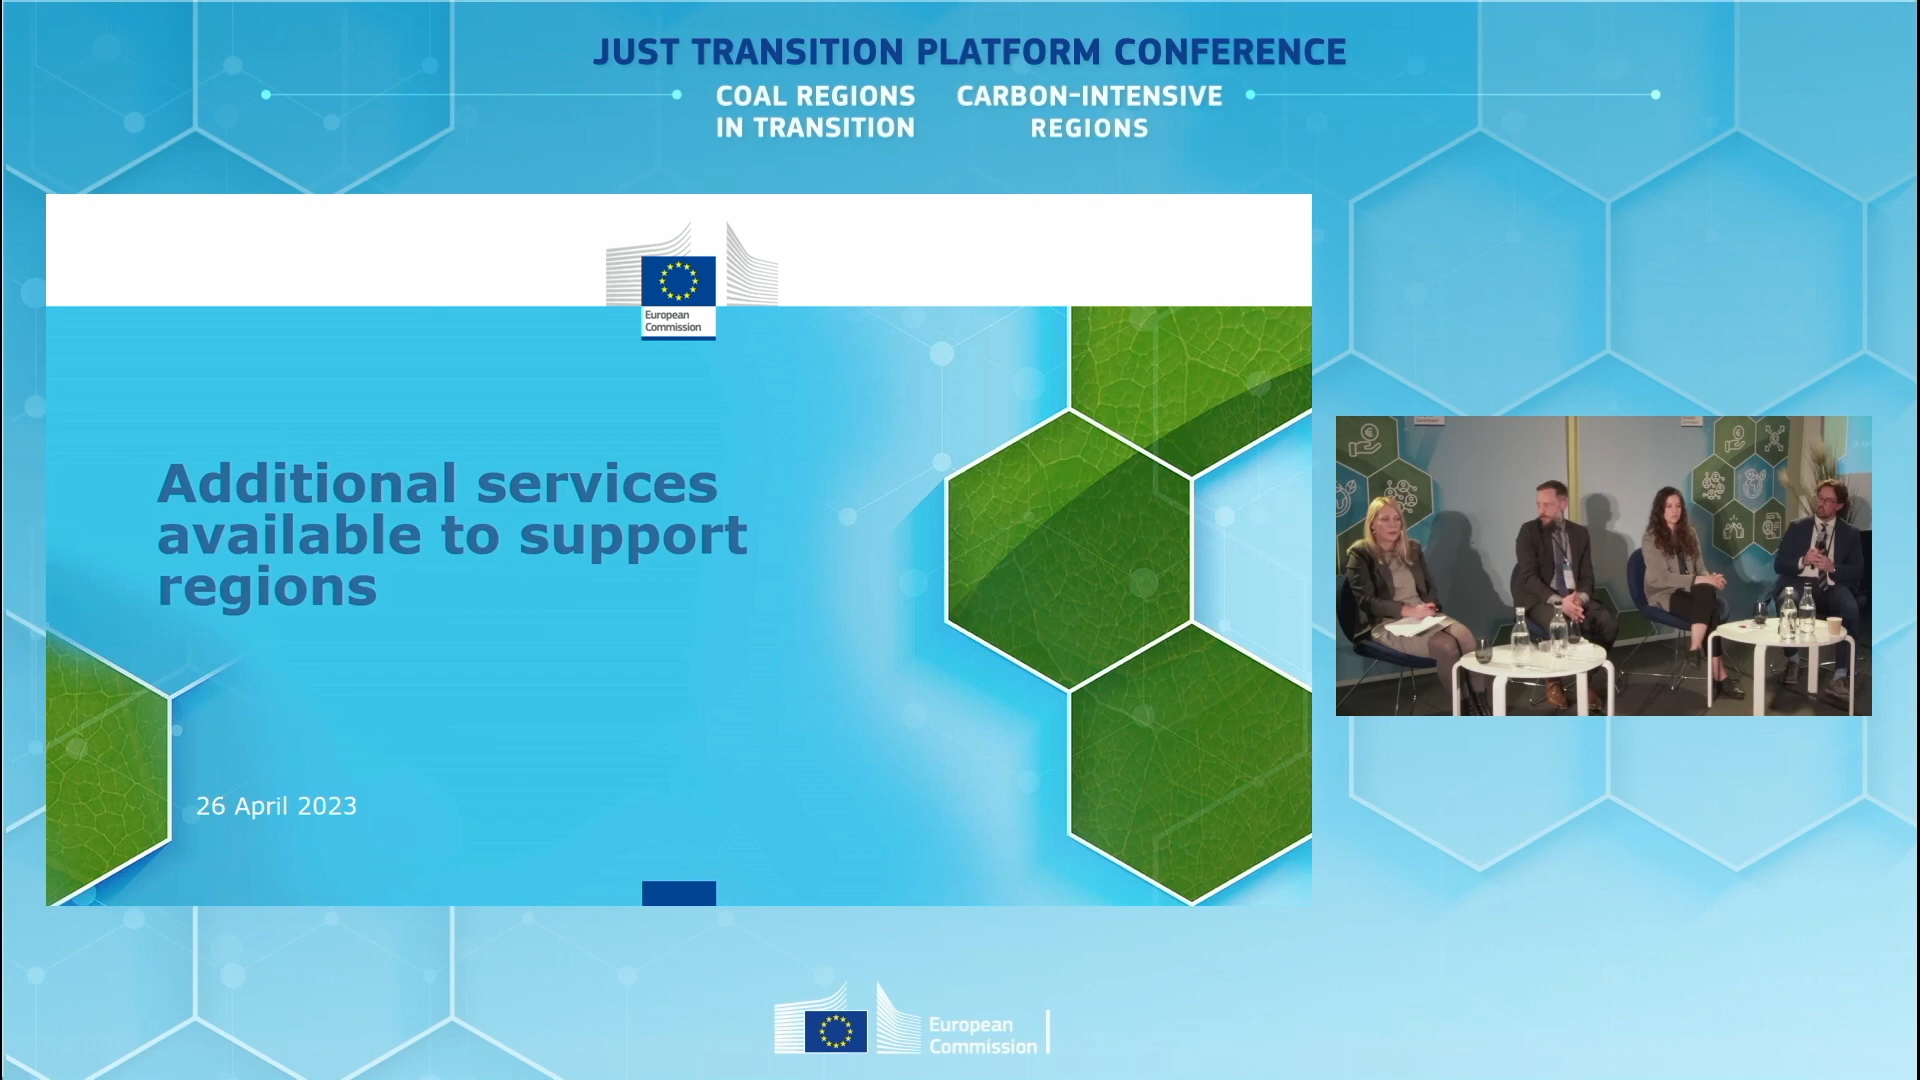 JUST TRANSITION PLATFORM CONFERENCE
COAL REGIONS
IN TRANSITION
CARBON-INTENSIVE
REGIONS
European
Commission
Additional services
available to support
regions
26 April 2023
European
Commission